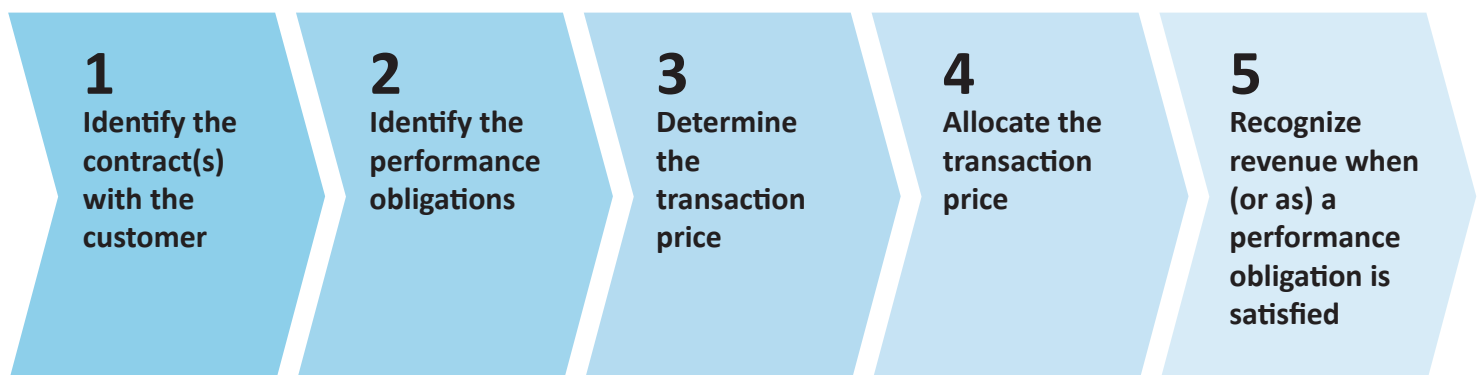 1
Identify the
contract(s)
with the
customer
2
Identify the
performance
obligations
3
Determine
the
transaction
price
4
Allocate the
transaction
price
5
Recognize
revenue when
(or as) a
performance
obligation is
satisfied